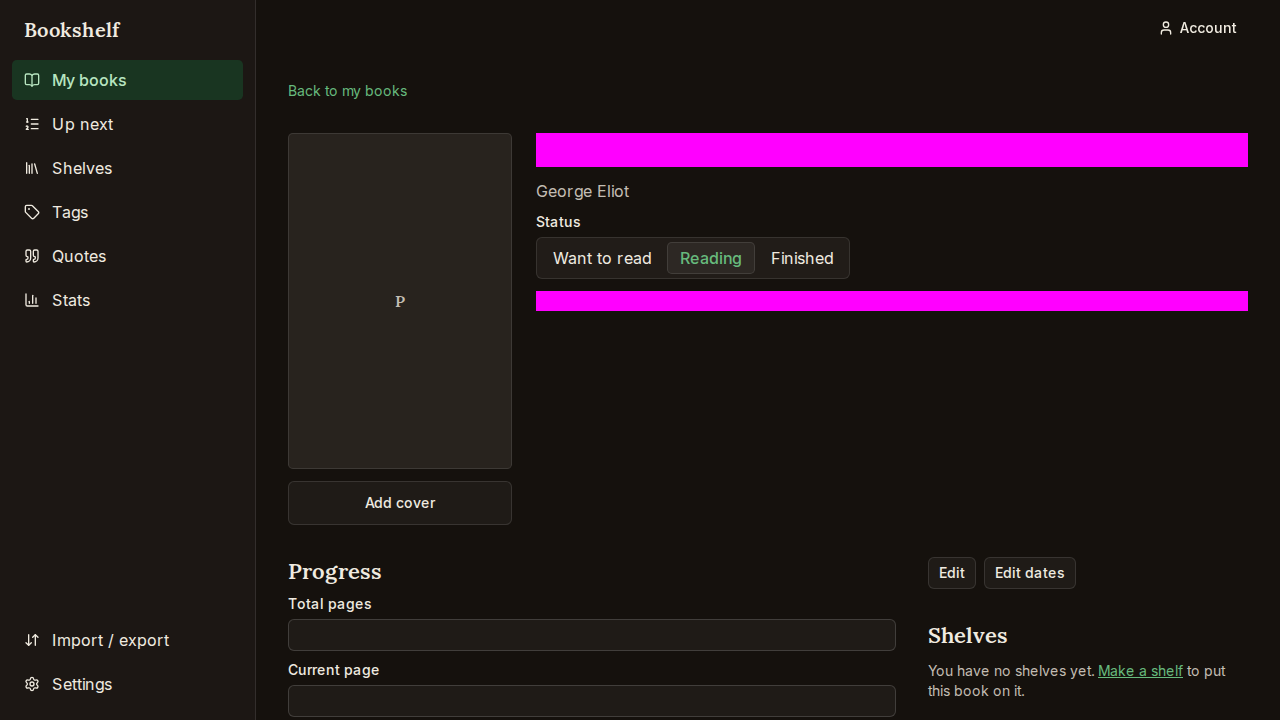 Bookshelf
My books
Up next
Shelves
Tags
Quotes
Stats
Import / export
Settings
Account
Back to my books
P
Add cover
George Eliot
Status
Want to read
Reading
Finished
Progress
Total pages
Current page
Edit
Edit dates
Shelves
You have no shelves yet. Make a shelf to put
this book on it.